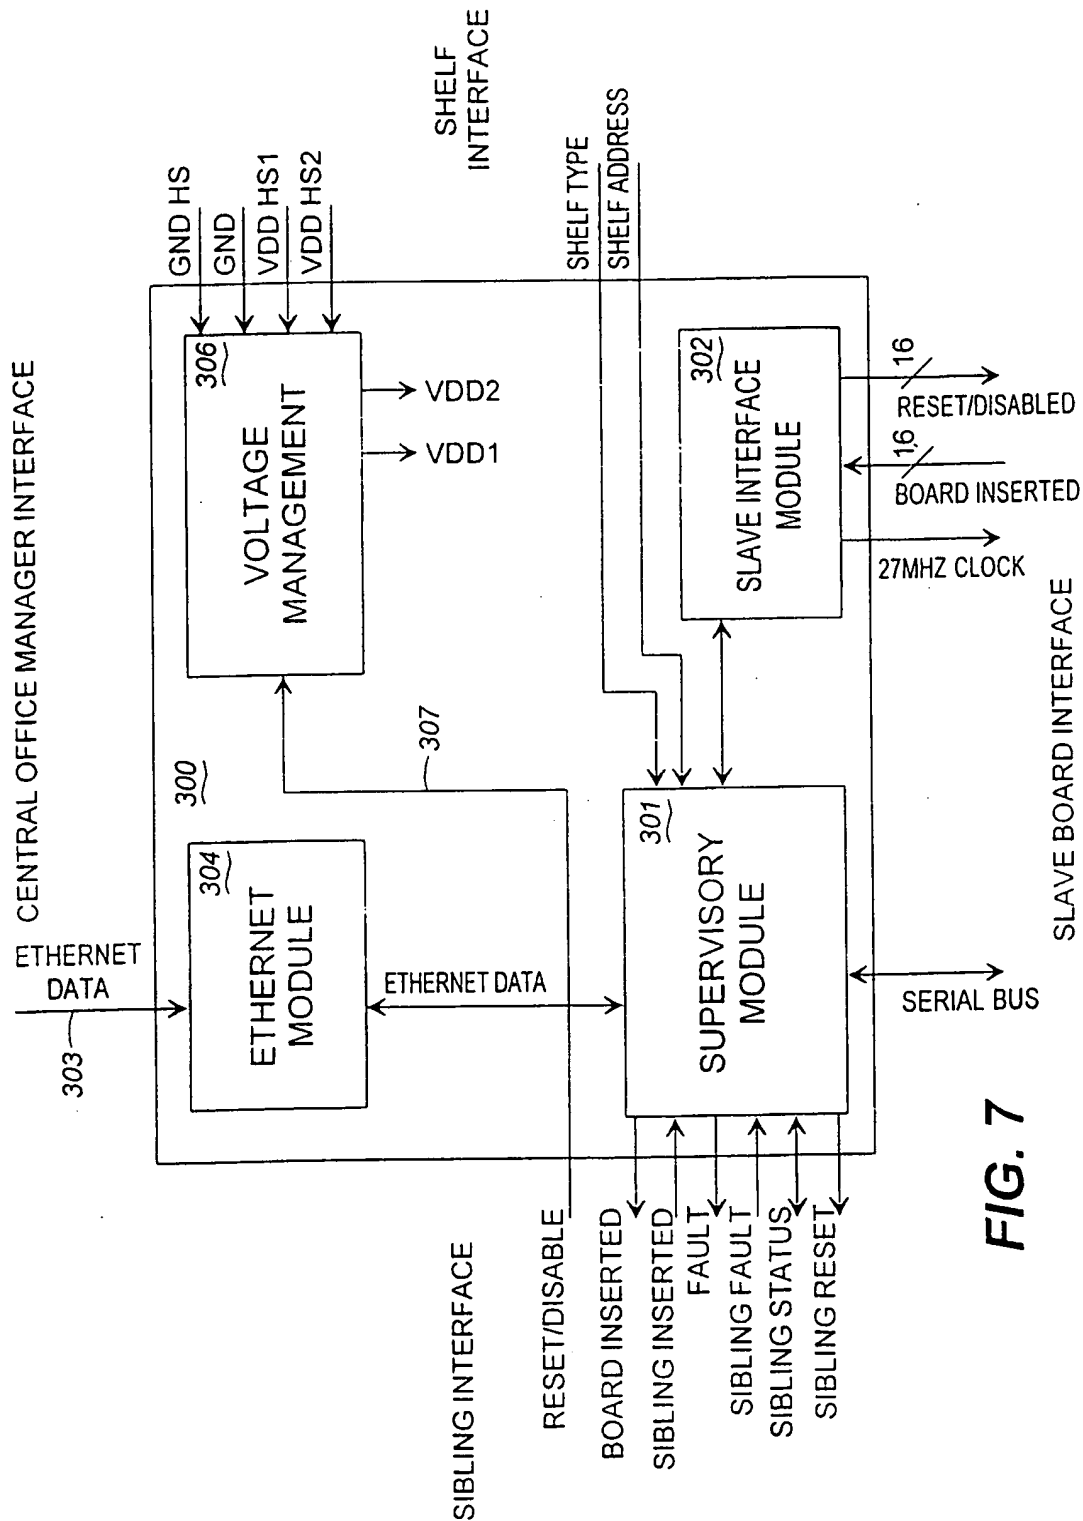 CENTRAL OFFICE MANAGER INTERFACE
ETHERNET
DATA
303
300
304
ETHERNET
MODULE
306
VOLTAGE
MANAGEMENT
GND HS
GND
VDD HS1
VDD HS2
VDD2
VDD1
307
SHELF
INTERFACE
SHELF TYPE
SHELF ADDRESS
ETHERNET DATA
SIBLING INTERFACE
RESET/DISABLE
BOARD INSERTED
SIBLING INSERTED
FAULT
SIBLING FAULT
SIBLING STATUS
SIBLING RESET
301
SUPERVISORY
MODULE
302
SLAVE INTERFACE
MODULE
16
RESET/DISABLED
16
BOARD INSERTED
27MHZ CLOCK
SERIAL BUS
SLAVE BOARD INTERFACE
FIG. 7